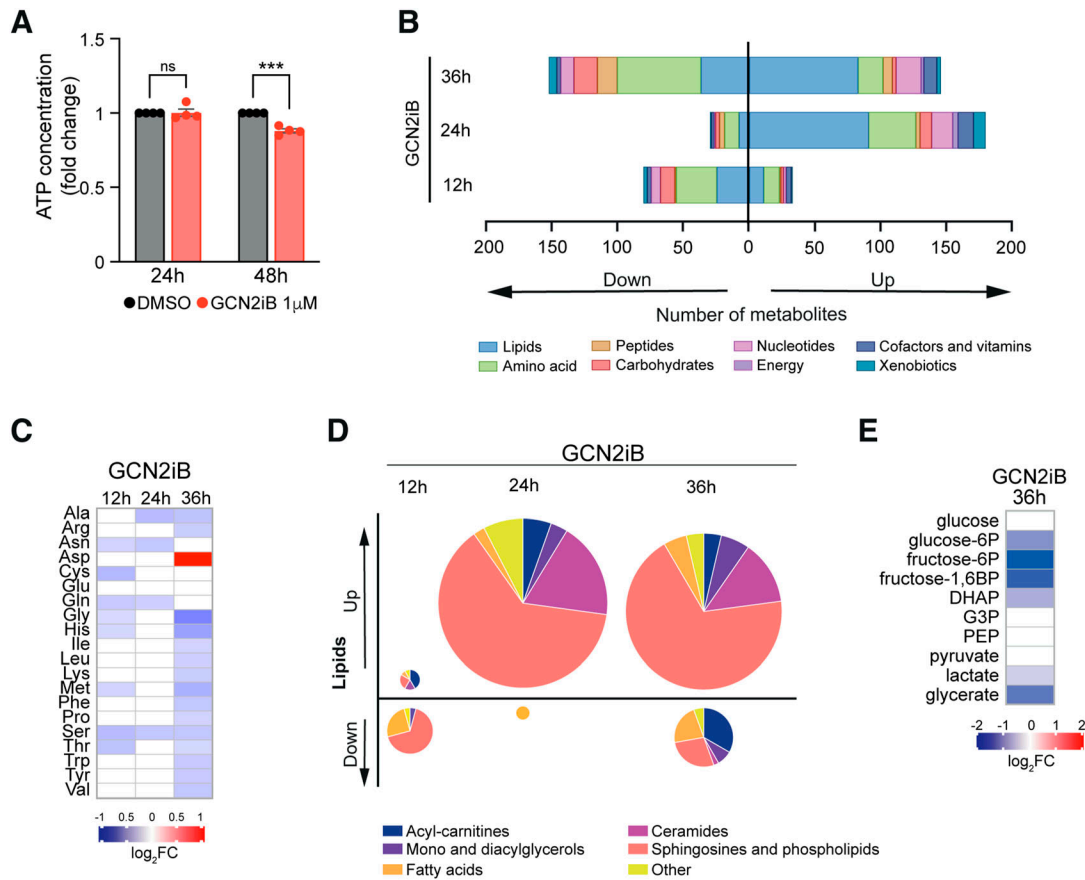 A
ATP concentration
(fold change)
1.5
1
0.5
0
ns
***
24h
48h
DMSO
GCN2iB 1μM
B
GCN2iB
36h
24h
12h
200
150
100
50
0
50
100
150
200
Down
Up
Number of metabolites
Lipids
Peptides
Nucleotides
Cofactors and vitamins
Amino acid
Carbohydrates
Energy
Xenobiotics
C
GCN2iB
12h
24h
36h
Ala
Arg
Asn
Asp
Cys
Glu
Gln
Gly
His
Ile
Leu
Lys
Met
Phe
Pro
Ser
Thr
Trp
Tyr
Val
-1
0.5
0
0.5
1
log2FC
D
GCN2iB
12h
24h
36h
Lipids
Up
Down
Acyl-carnitines
Ceramides
Mono and diacylglycerols
Sphingosines and phospholipids
Fatty acids
Other
E
GCN2iB
36h
glucose
glucose-6P
fructose-6P
fructose-1,6BP
DHAP
G3P
PEP
pyruvate
lactate
glycerate
-2
1
0
1
2
log2FC